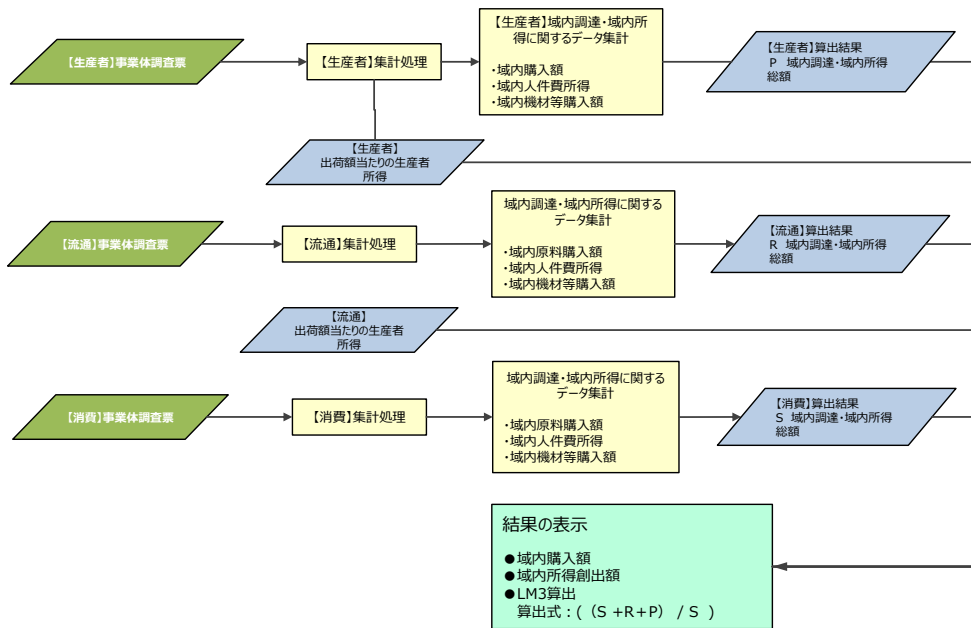 【生産者】事業体調査票
【生産者】集計処理
【生産者】域内調達・域内所
得に関するデータ集計
・域内購入額
・域内人件費所得
・域内機材等購入額
【生産者】算出結果
P 域内調達・域内所得
総額
【生産者】
出荷額当たりの生産者
所得
【流通】事業体調査票
【流通】集計処理
域内調達・域内所得に関する
データ集計
・域内原料購入額
・域内人件費所得
・域内機材等購入額
【流通】算出結果
R 域内調達・域内所得
総額
【流通】
出荷額当たりの生産者
所得
【消費】事業体調査票
【消費】集計処理
域内調達・域内所得に関する
データ集計
・域内原料購入額
・域内人件費所得
・域内機材等購入額
【消費】算出結果
S 域内調達・域内所得
総額
結果の表示
●域内購入額
●域内所得創出額
●LM3算出
算出式：(（S +R+P） / S )